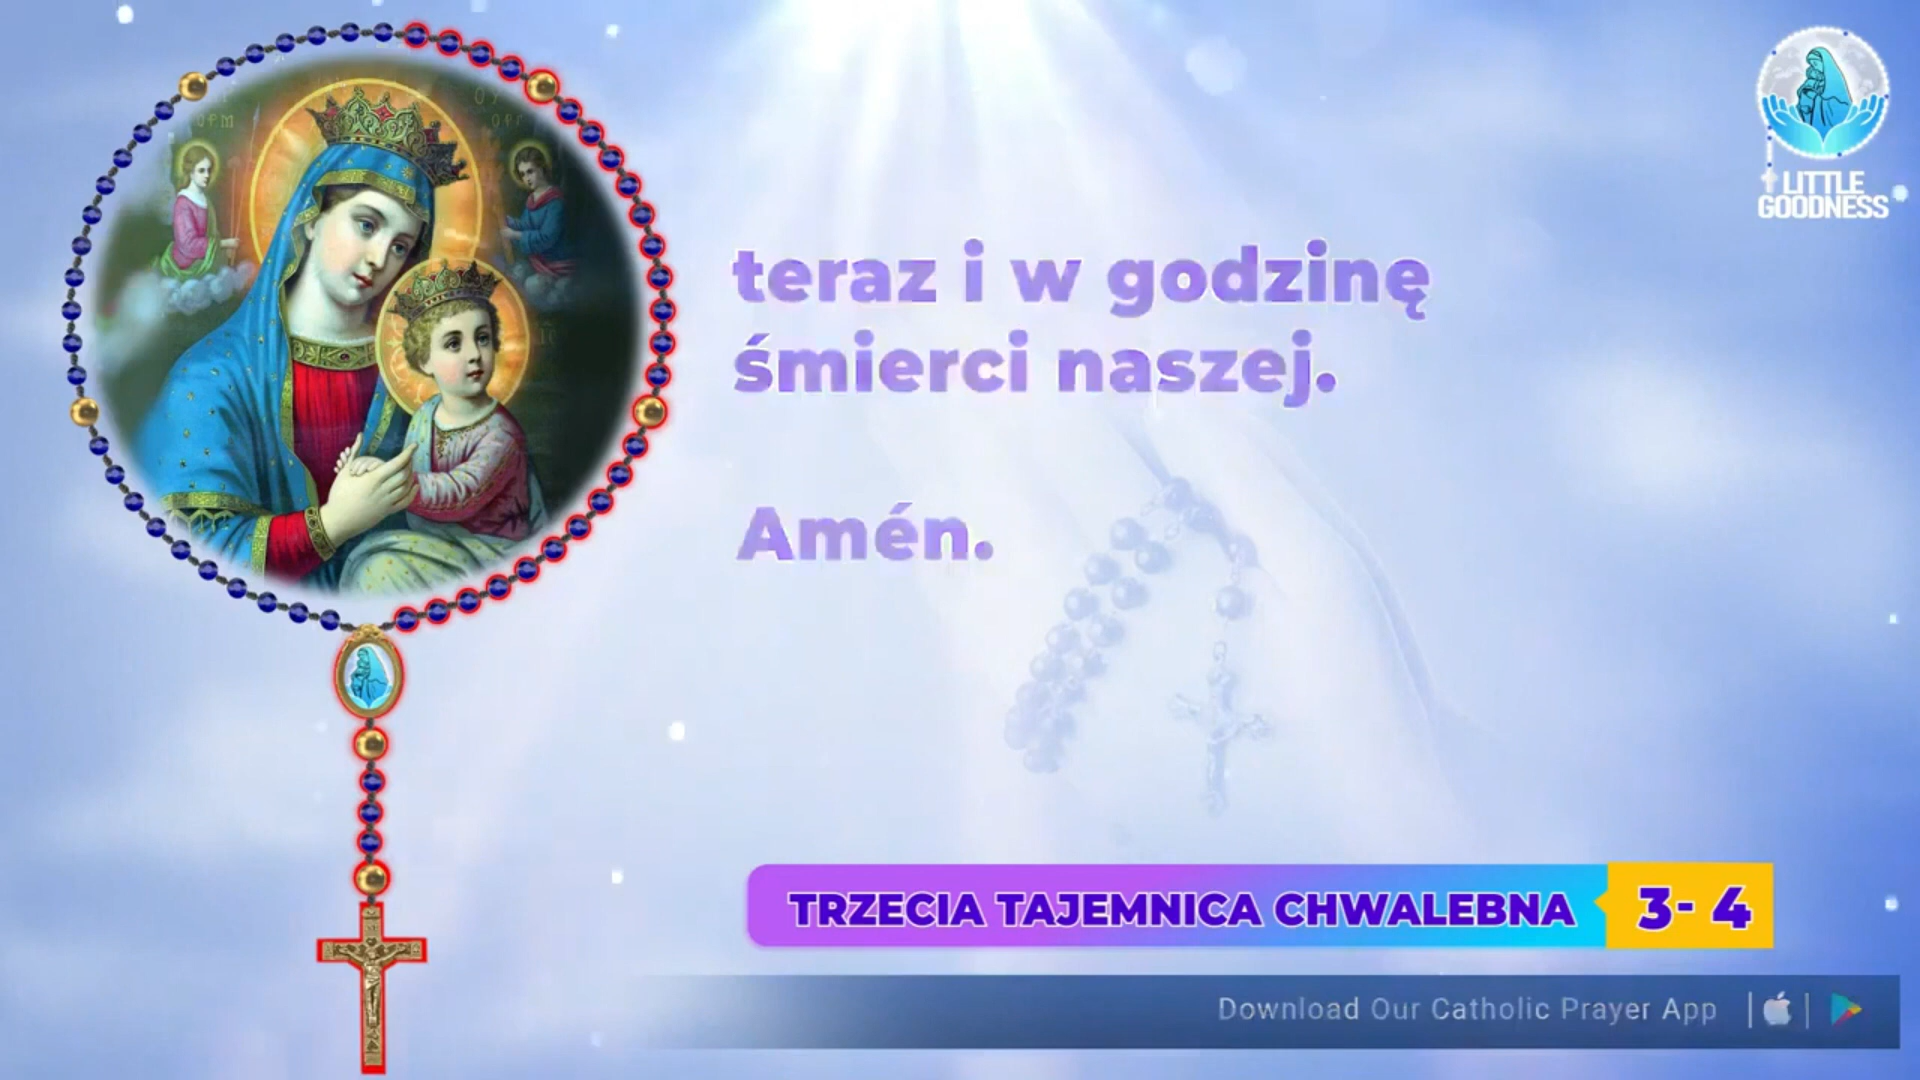 LITTLE
GOODNESS
teraz i w godzinę
śmierci naszej.
Amén.
TRZECIA TAJEMNICA CHWALEBNA 3- 4
Download Our Catholic Prayer App